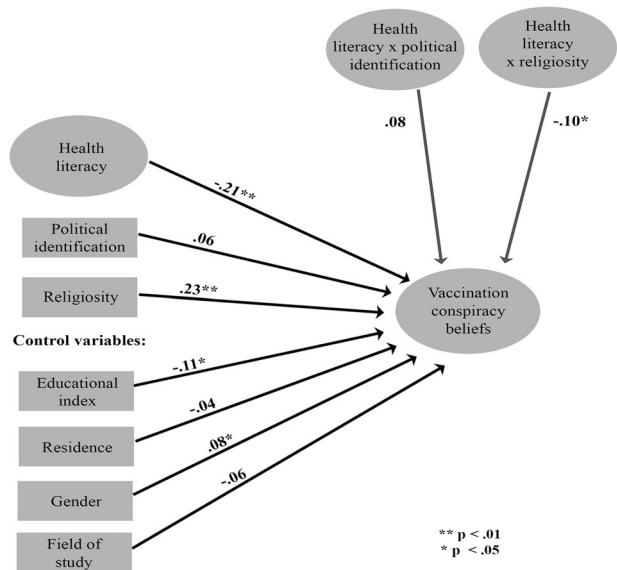 Health
literacy x political
identification
Health
literacy
x religiosity
.08
-.10*
Health
literacy
-.21**
Political
identification
.06
Religiosity
.23**
Vaccination
conspiracy
beliefs
Control variables:
Educational
index
-.11*
Residence
-.04
Gender
.08*
Field of
study
-.06
** p < .01
* p < .05